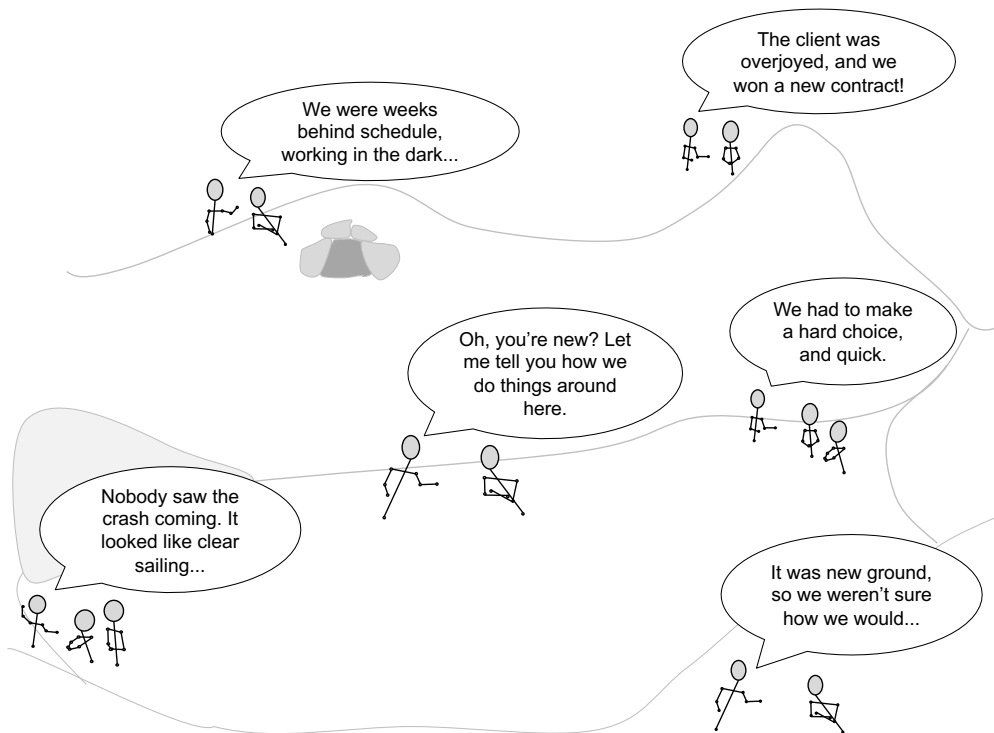 The client was
overjoyed, and we
won a new contract!
We were weeks
behind schedule,
working in the dark...
We had to make
a hard choice,
and quick.
Oh, you’re new? Let
me tell you how we
do things around
here.
Nobody saw the
crash coming. It
looked like clear
sailing...
It was new ground,
so we weren’t sure
how we would...